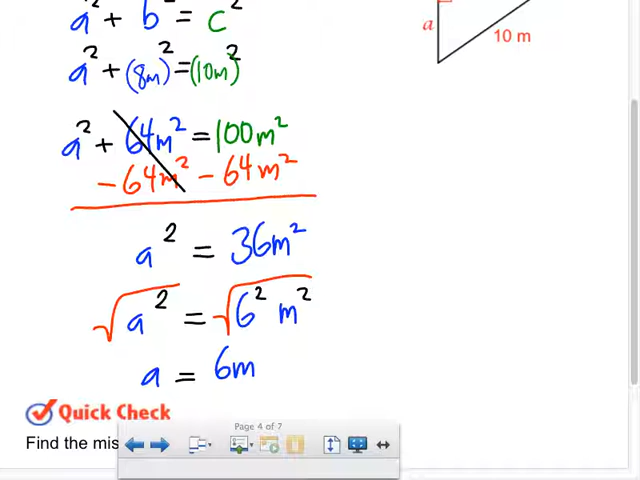 a² + b² = c²
a
10 m
a² + (8m)² = (10m)²
a² + 64m² = 100m²
- 64m² - 64m²
a² = 36m²
√a² = √6² m²
a = 6m
Quick Check
Find the mis
Page 4 of 7